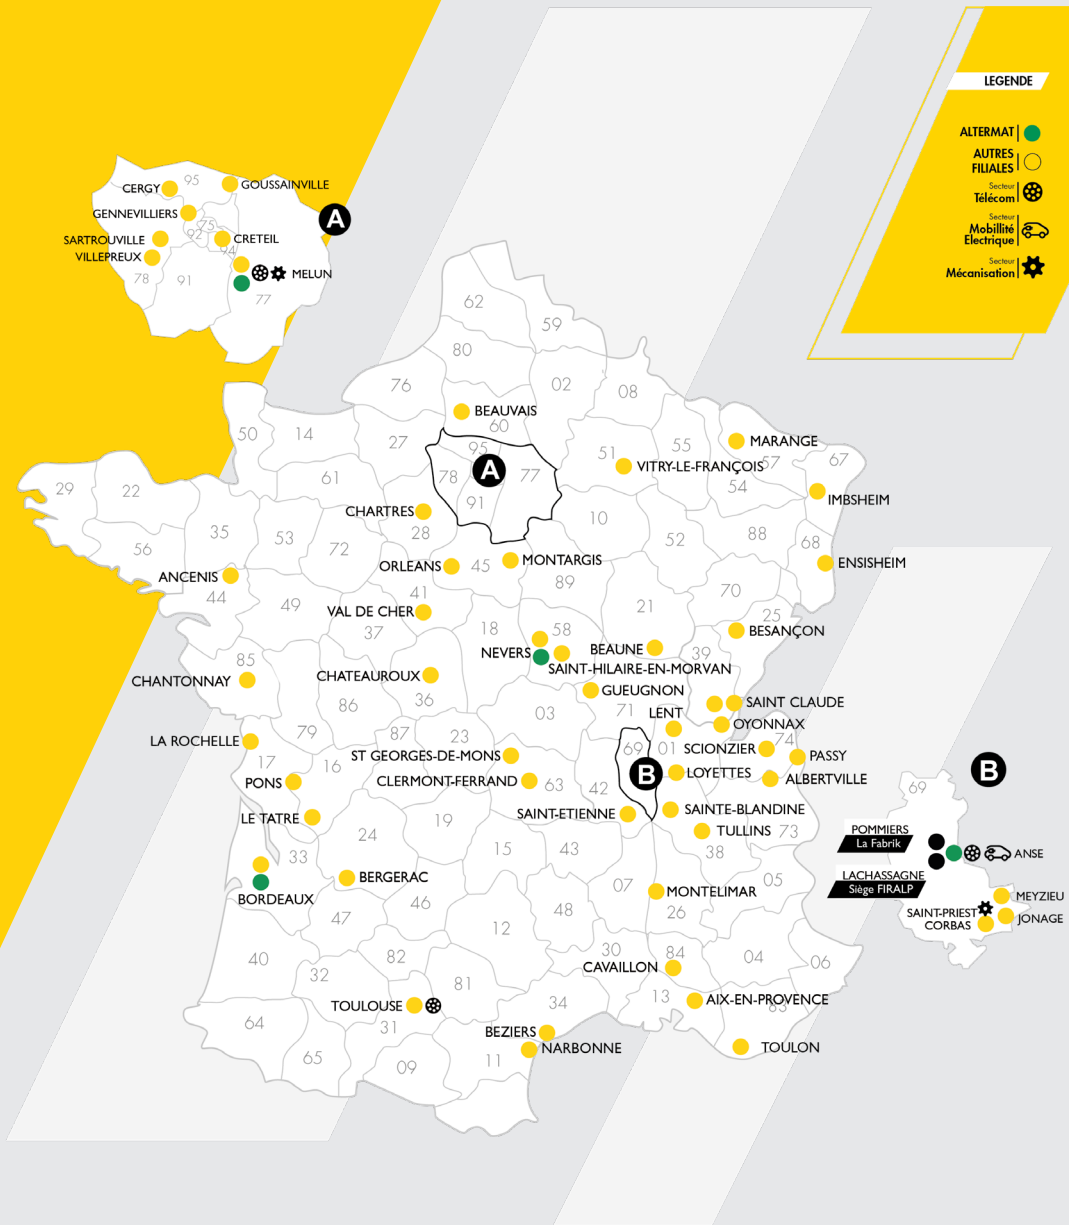 LEGENDE
ALTERMAT
AUTRES
FILIALES
Secteur
Télécom
Secteur
Mobillité
Electrique
Secteur
Mécanisation
CERGY
95
GOUSSAINVILLE
GENNEVILLIERS
75
92
SARTROUVILLE
CRETEIL
94
VILLEPREUX
78
91
MELUN
77
A
62
59
80
76
02
08
BEAUVAIS
60
50
14
27
95
A
78
77
91
51
55
MARANGE
57
67
VITRY-LE-FRANÇOIS
54
IMBSHEIM
29
22
61
CHARTRES
28
10
35
53
72
52
88
68
56
ENSISHEIM
ANCENIS
44
ORLEANS
45
MONTARGIS
89
70
49
41
VAL DE CHER
21
25
37
18
58
BESANÇON
NEVERS
BEAUNE
39
SAINT-HILAIRE-EN-MORVAN
85
CHANTONNAY
CHATEAUROUX
36
GUEUGNON
71
86
03
LENT
SAINT CLAUDE
OYONNAX
79
87
23
LA ROCHELLE
17
16
ST GEORGES-DE-MONS
69
01
SCIONZIER
74
PASSY
B
PONS
CLERMONT-FERRAND
63
42
LOYETTES
ALBERTVILLE
LE TATRE
SAINT-ETIENNE
SAINTE-BLANDINE
24
19
TULLINS
73
33
15
43
38
BORDEAUX
BERGERAC
46
07
MONTELIMAR
05
26
47
48
12
40
82
30
84
04
06
32
81
CAVAILLON
TOULOUSE
31
34
13
AIX-EN-PROVENCE
83
64
BEZIERS
65
09
11
NARBONNE
TOULON
B
69
POMMIERS
La Fabrik
ANSE
LACHASSAGNE
Siège FIRALP
MEYZIEU
SAINT-PRIEST
JONAGE
CORBAS